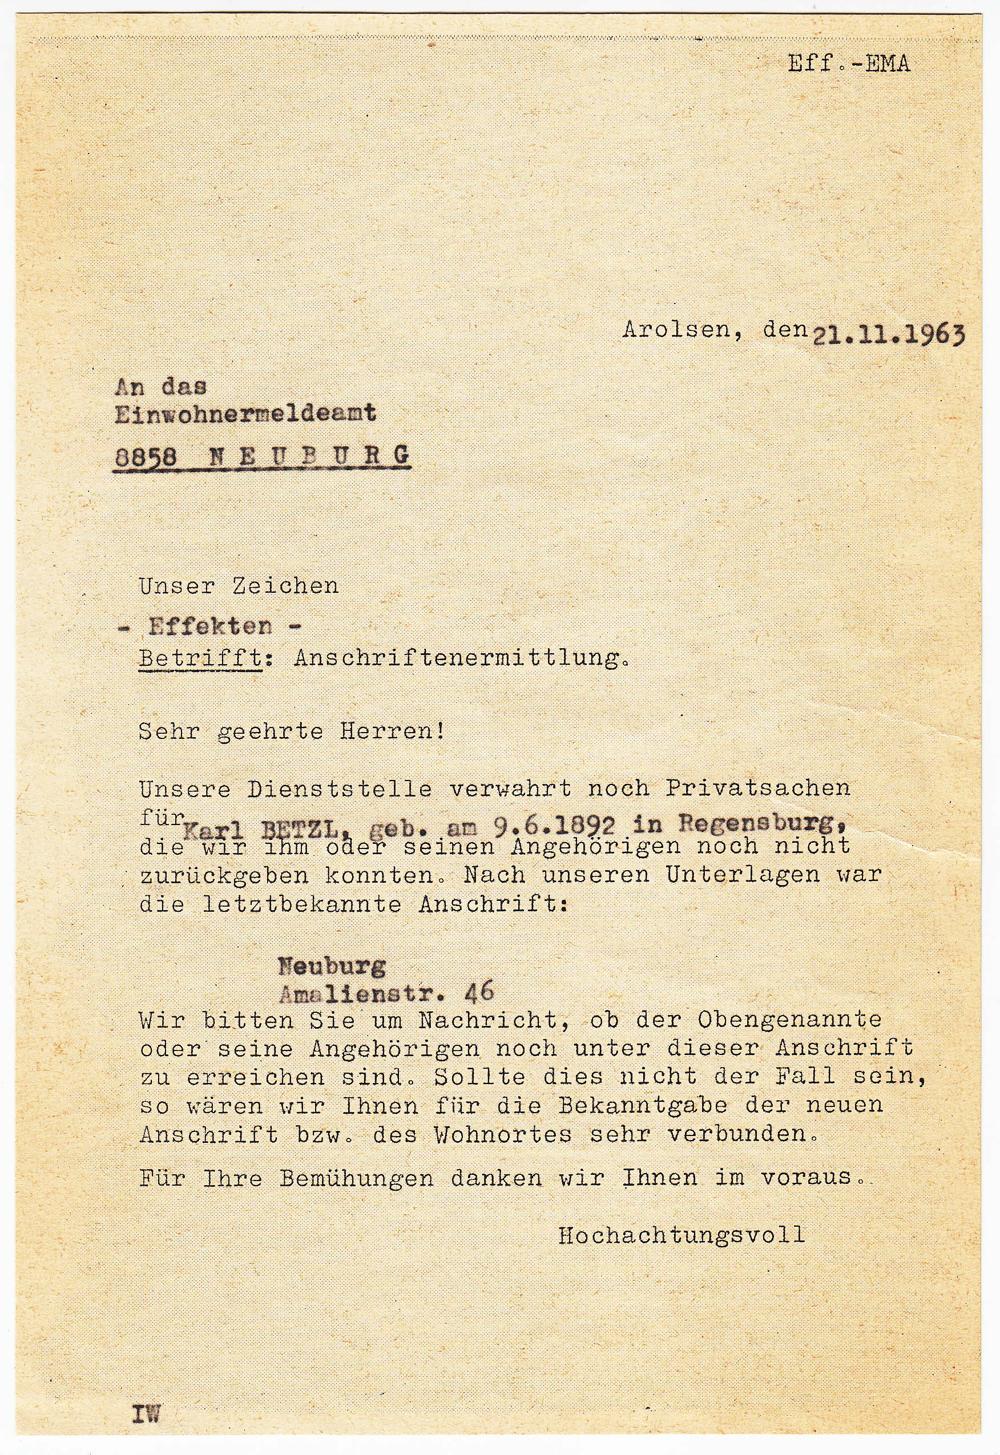 Eff.-EMA
Arolsen, den 21.11.1963
An das
Einwohnermeldeamt
8858 NEUBURG
Unser Zeichen
- Effekten -
Betrifft: Anschriftenermittlung.
Sehr geehrte Herren!
Unsere Dienststelle verwahrt noch Privatsachen
für Karl BETZL, geb. am 9.6.1892 in Regensburg,
die wir ihm oder seinen Angehörigen noch nicht
zurückgeben konnten. Nach unseren Unterlagen war
die letztbekannte Anschrift:
Neuburg
Amalienstr. 46
Wir bitten Sie um Nachricht, ob der Obengenannte
oder seine Angehörigen noch unter dieser Anschrift
zu erreichen sind. Sollte dies nicht der Fall sein,
so wären wir Ihnen für die Bekanntgabe der neuen
Anschrift bzw. des Wohnortes sehr verbunden.
Für Ihre Bemühungen danken wir Ihnen im voraus.
Hochachtungsvoll
IW